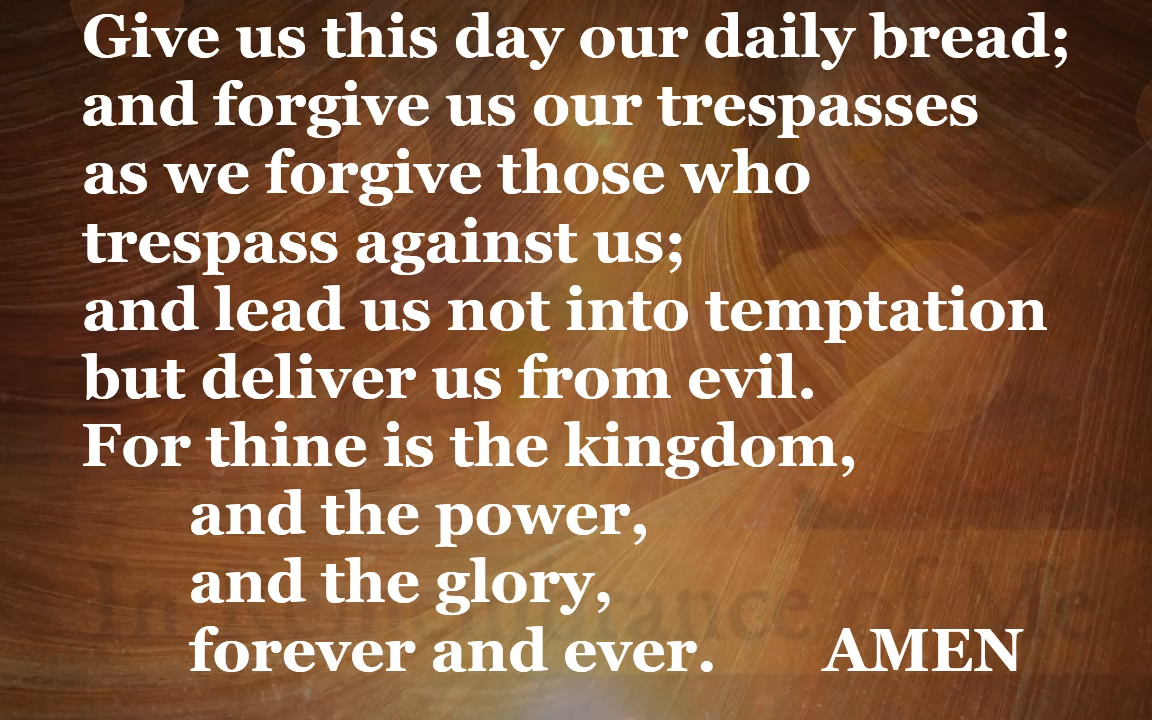 Give us this day our daily bread;
and forgive us our trespasses
as we forgive those who
trespass against us;
and lead us not into temptation
but deliver us from evil.
For thine is the kingdom,
and the power,
and the glory,
forever and ever. AMEN